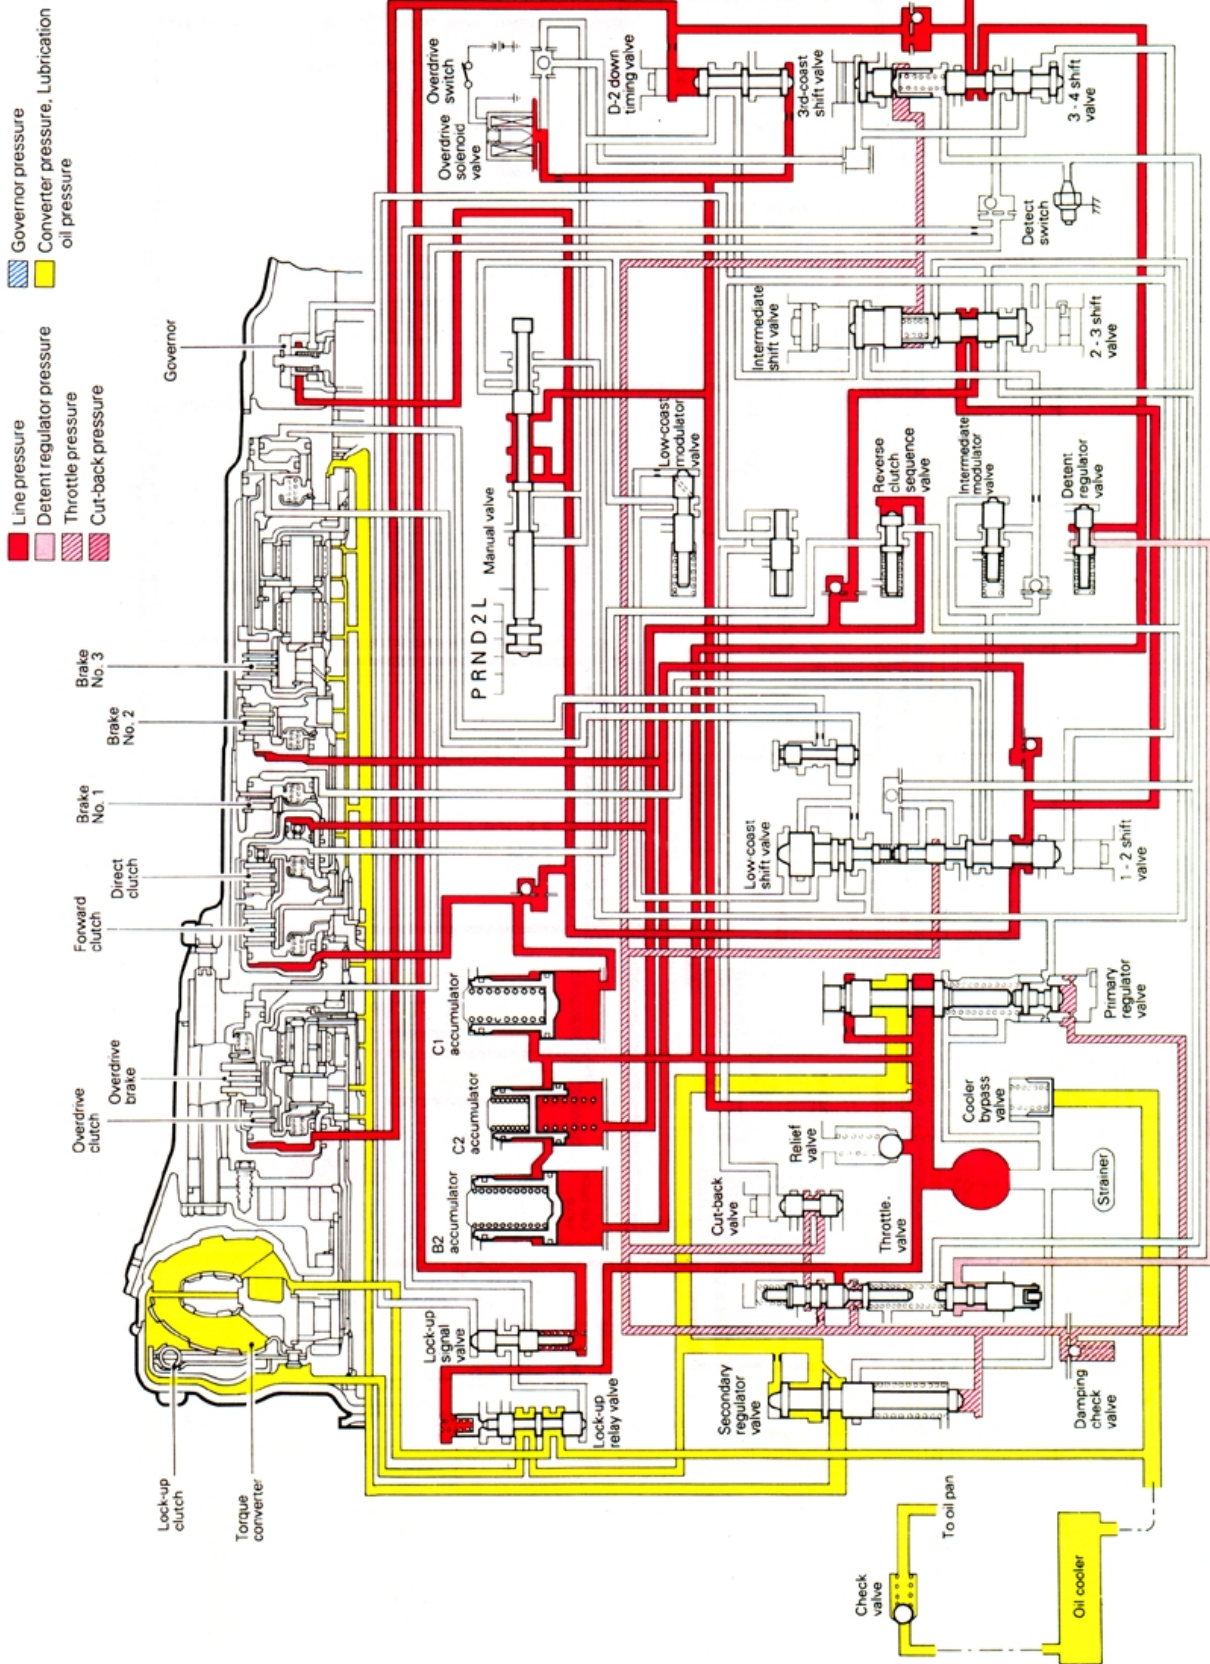 Line pressure
Detent regulator pressure
Throttle pressure
Cut-back pressure
Governor pressure
Converter pressure, Lubrication
oil pressure
Lock-up
clutch
Torque
converter
Overdrive
clutch
Overdrive
brake
Forward
clutch
Direct
clutch
Brake
No. 1
Brake
No. 2
Brake
No. 3
Governor
Lock-up
relay valve
Lock-up
signal
valve
B2
accumulator
C2
accumulator
C1
accumulator
P R N D 2 L
Manual valve
Overdrive
solenoid
valve
Overdrive
switch
D-2 down
timing valve
Low-coast
modulator
valve
Secondary
regulator
valve
Cut-back
valve
Relief
valve
Low-coast
shift valve
Intermediate
shift valve
3rd-coast
shift valve
Throttle.
valve
Reverse
clutch
sequence
valve
Check
valve
To oil pan
Cooler
bypass
valve
Intermediate
modulator
valve
Detect
switch
Oil cooler
Damping
check
valve
Strainer
Primary
regulator
valve
1 - 2 shift
valve
Detent
regulator
valve
2 - 3 shift
valve
3 - 4 shift
valve